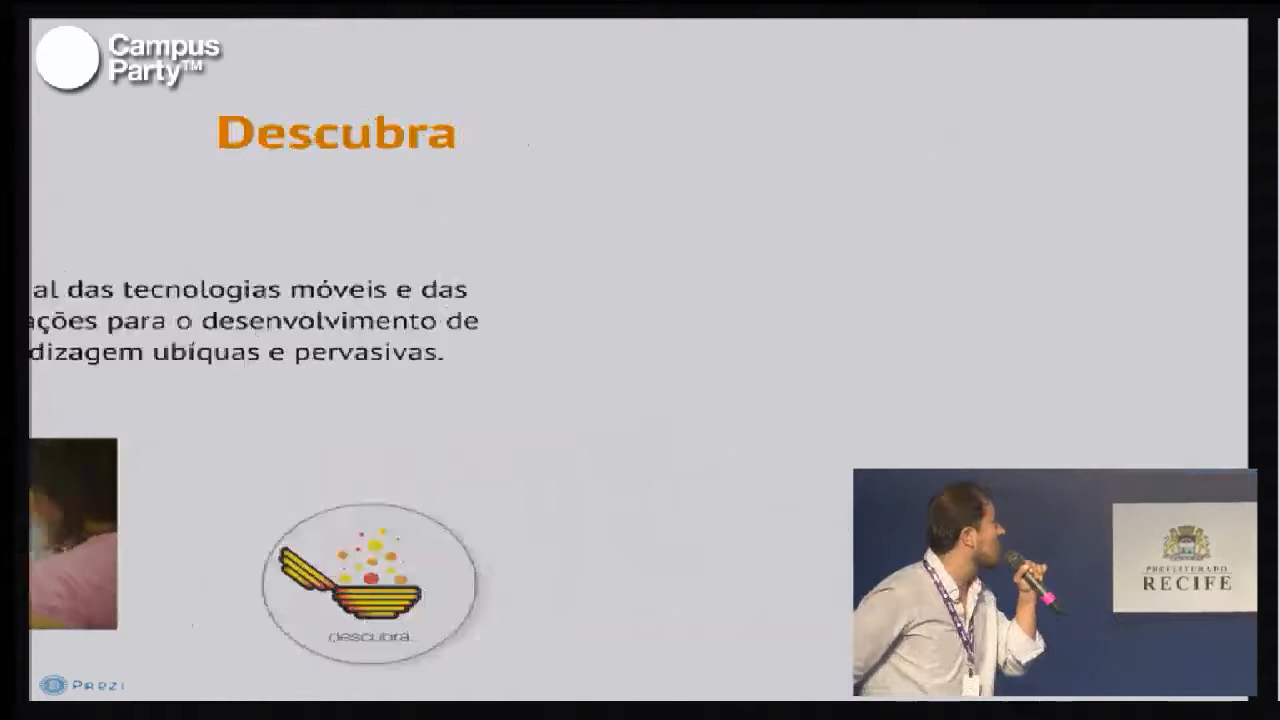 Campus
Party™
Descubra
al das tecnologias móveis e das
ações para o desenvolvimento de
dizagem ubíquas e pervasivas.
descubra
Prezi
PREFEITURA DO
RECIFE